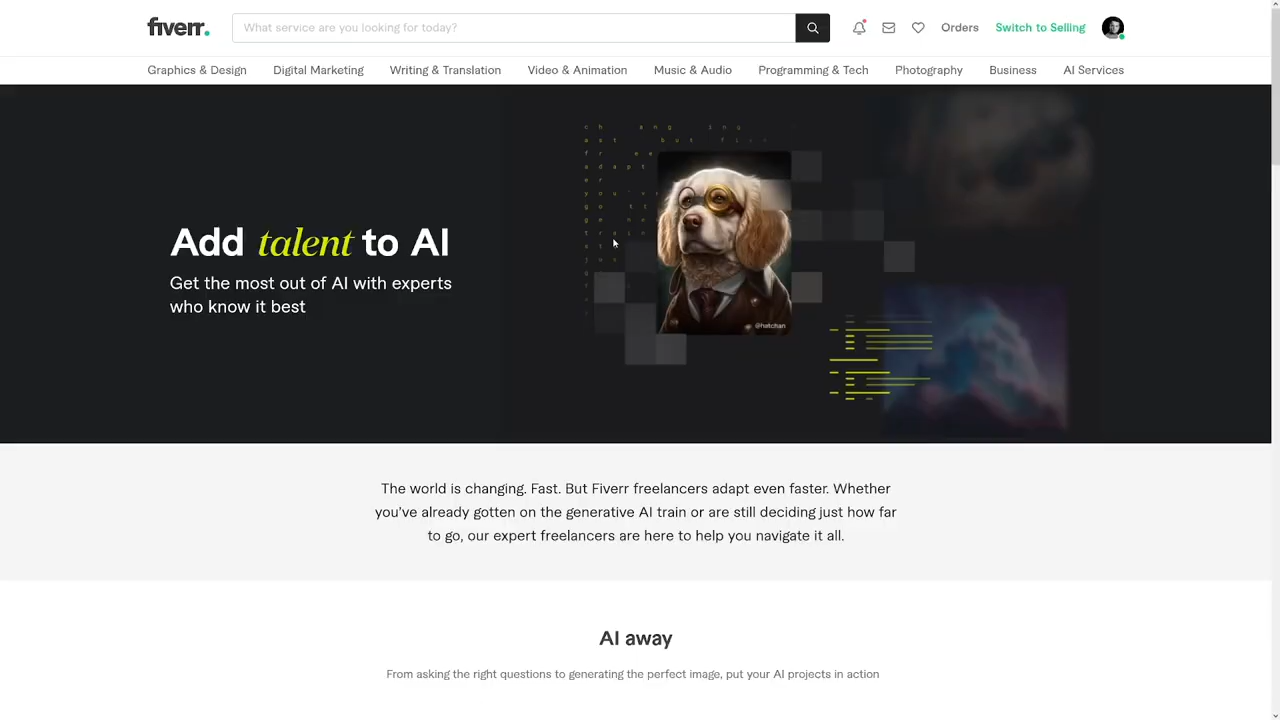 fiverr.
What service are you looking for today?
Orders
Switch to Selling
Graphics & Design
Digital Marketing
Writing & Translation
Video & Animation
Music & Audio
Programming & Tech
Photography
Business
AI Services
Add talent to AI
Get the most out of AI with experts
who know it best
@hatchan
The world is changing. Fast. But Fiverr freelancers adapt even faster. Whether
you've already gotten on the generative AI train or are still deciding just how far
to go, our expert freelancers are here to help you navigate it all.
AI away
From asking the right questions to generating the perfect image, put your AI projects in action